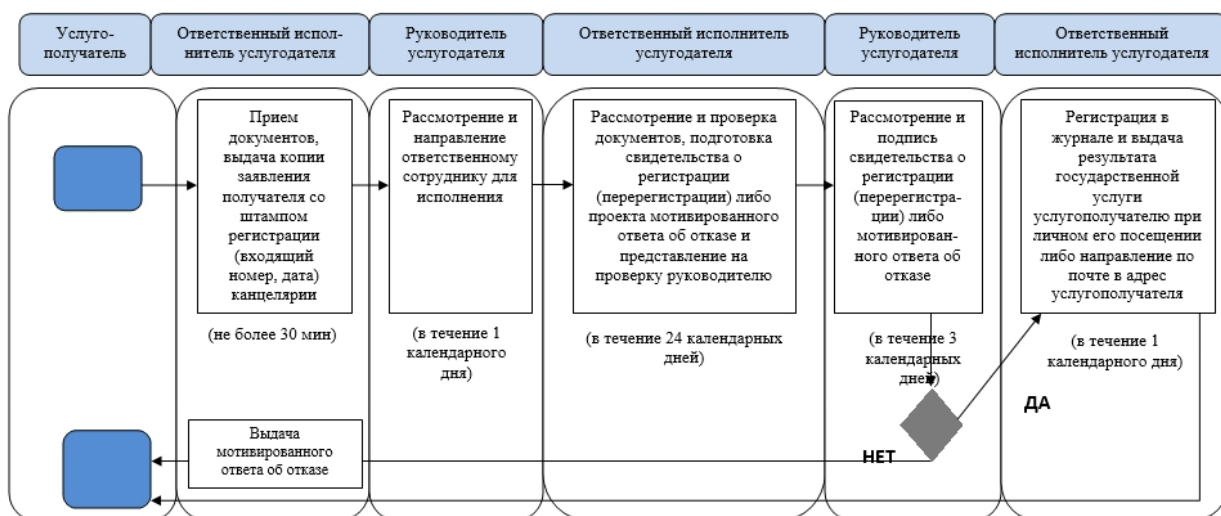 Услуго-
получатель
Ответственный испол-
нитель услугодателя
Руководитель
услугодателя
Ответственный исполнитель
услугодателя
Руководитель
услугодателя
Ответственный
исполнитель услугодателя
Прием
документов,
выдача копии
заявления
получателя со
штампом
регистрации
(входящий
номер, дата)
канцелярии
(не более 30 мин)
Рассмотрение и
направление
ответственному
сотруднику для
исполнения
(в течение 1
календарного
дня)
Рассмотрение и проверка
документов, подготовка
свидетельства о
регистрации
(перерегистрации) либо
проекта мотивированного
ответа об отказе и
представление на
проверку руководителю
(в течение 24 календарных
дней)
Рассмотрение и
подпись
свидетельства о
регистрации
(перерегистра-
ции) либо
мотивирован-
ного ответа об
отказе
(в течение 3
календарных
дней)
Регистрация в
журнале и выдача
результата
государственной
услуги
услугополучателю при
личном его посещении
либо направление по
почте в адрес
услугополучателя
(в течение 1
календарного дня)
ДА
НЕТ
Выдача
мотивированного
ответа об отказе